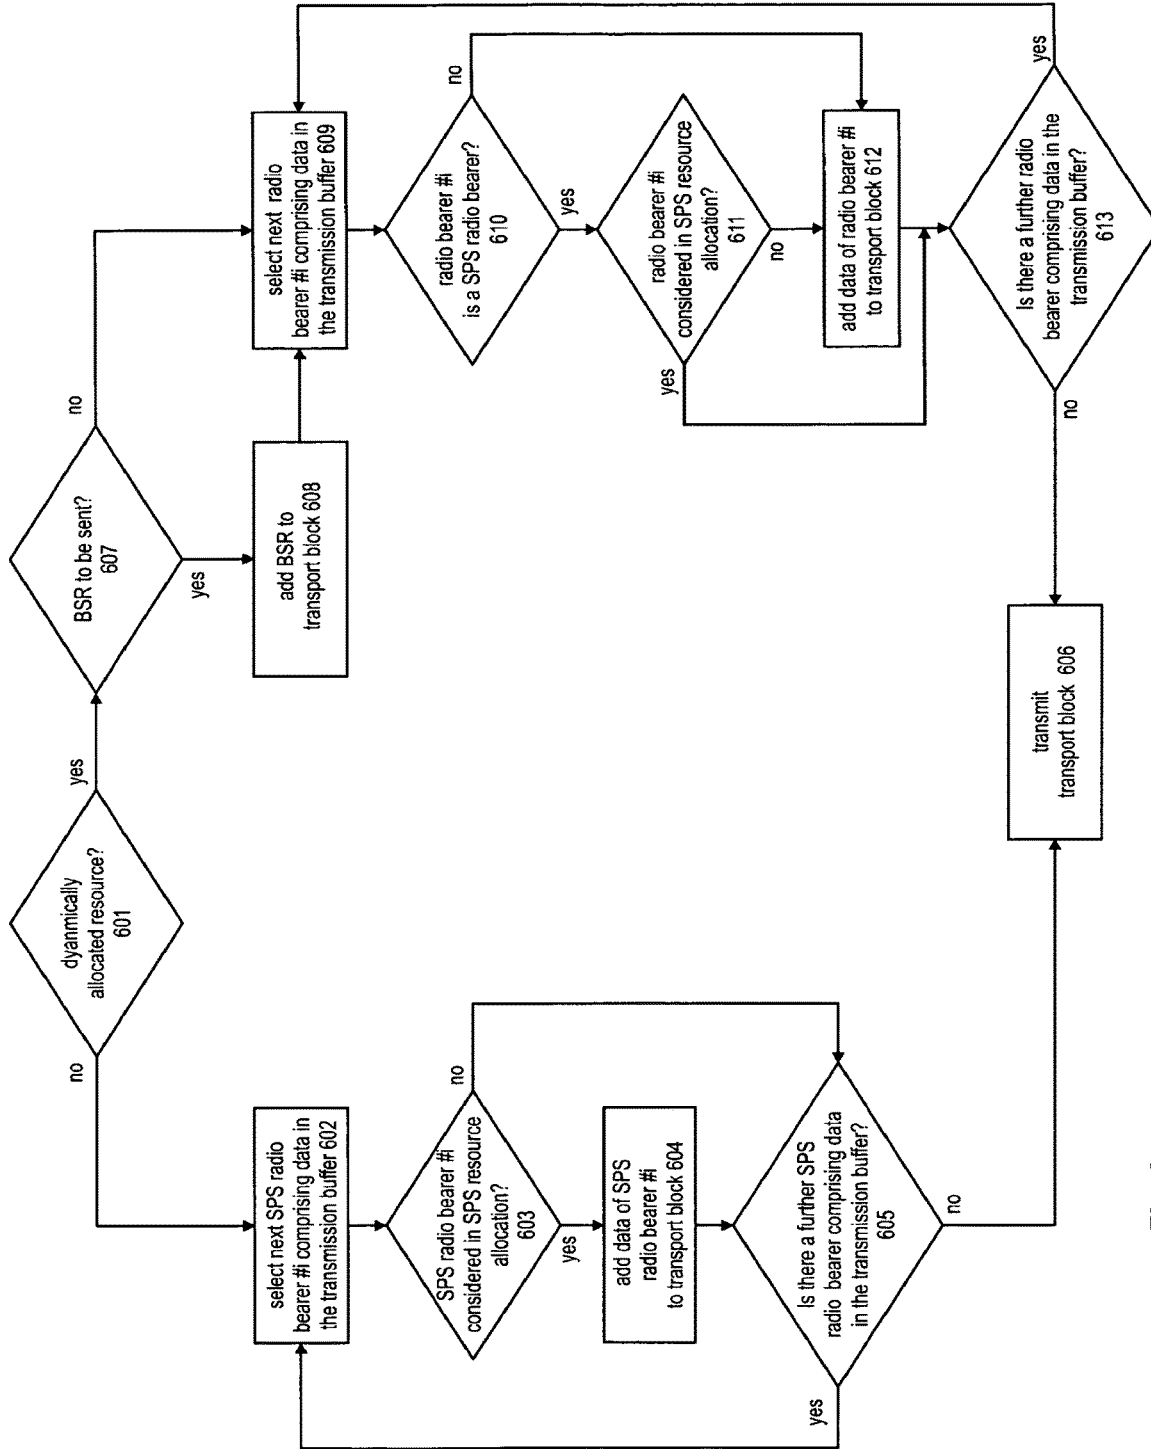 dyanmically
allocated resource?
601
no
yes
select next SPS radio
bearer #i comprising data in
the transmission buffer 602
SPS radio bearer #i
considered in SPS resource
allocation?
603
no
yes
add data of SPS
radio bearer #i
to transport block 604
Is there a further SPS
radio bearer comprising data
in the transmission buffer?
605
yes
no
transmit
transport block 606
BSR to be sent?
607
no
yes
add BSR to
transport block 608
select next radio
bearer #i comprising data in
the transmission buffer 609
radio bearer #i
is a SPS radio bearer?
610
no
yes
radio bearer #i
considered in SPS resource
allocation?
611
yes
no
add data of radio bearer #i
to transport block 612
Is there a further radio
bearer comprising data in the
transmission buffer?
613
yes
no